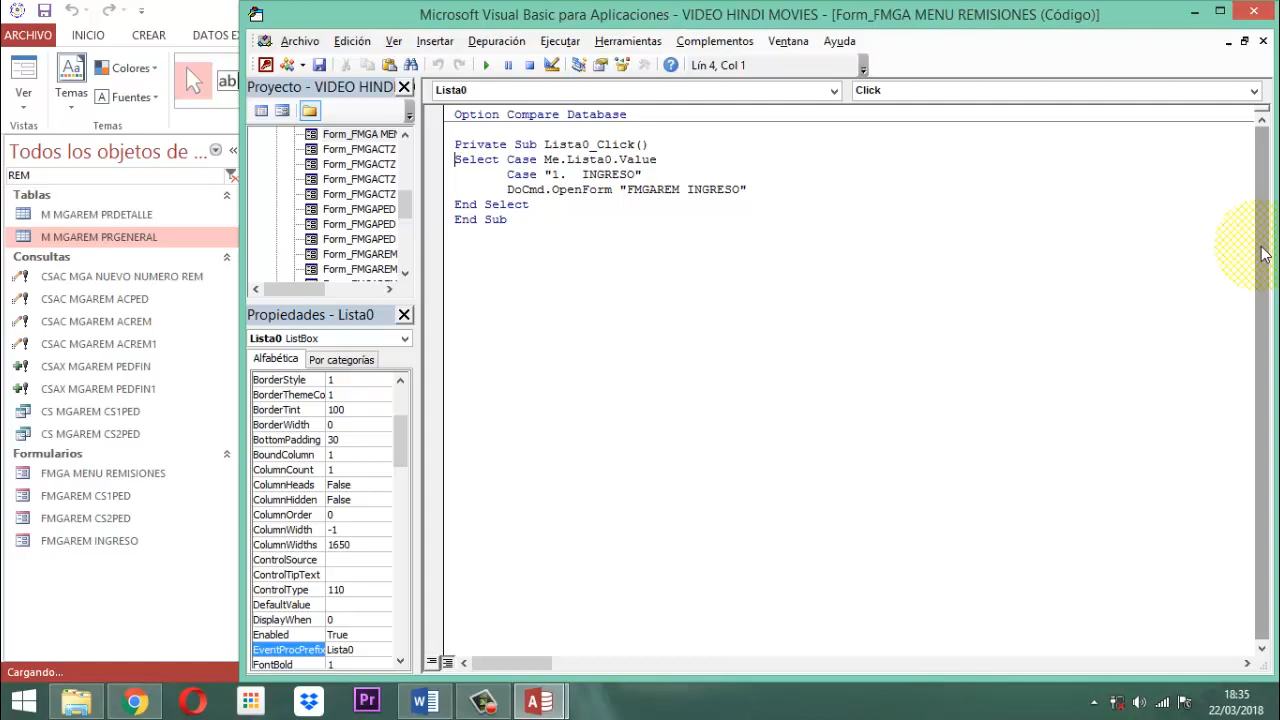 Microsoft Visual Basic para Aplicaciones - VIDEO HINDI MOVIES - [Form_FMGA MENU REMISIONES (Código)]
ARCHIVO INICIO CREAR DATOS EX
Archivo Edición Ver Insertar Depuración Ejecutar Herramientas Complementos Ventana Ayuda
Lín 4, Col 1
Ver
Temas
Colores
Fuentes
ab
Vistas
Temas
Proyecto - VIDEO HIND
Lista0
Click
Todos los objetos de ...
REM
Tablas
M MGAREM PRDETALLE
M MGAREM PRGENERAL
Consultas
CSAC MGA NUEVO NUMERO REM
CSAC MGAREM ACPED
CSAC MGAREM ACREM
CSAC MGAREM ACREM1
CSAX MGAREM PEDFIN
CSAX MGAREM PEDFIN1
CS MGAREM CS1PED
CS MGAREM CS2PED
Formularios
FMGA MENU REMISIONES
FMGAREM CS1PED
FMGAREM CS2PED
FMGAREM INGRESO
Cargando...
Form_FMGA MEN
Form_FMGACTZ
Form_FMGACTZ
Form_FMGACTZ
Form_FMGACTZ
Form_FMGAPED
Form_FMGAPED
Form_FMGAPED
Form_FMGAREM
Form_FMGAREM
Propiedades - Lista0
Lista0 ListBox
Alfabética Por categorías
BorderStyle 1
BorderThemeCo 1
BorderTint 100
BorderWidth 0
BottomPadding 30
BoundColumn 1
ColumnCount 1
ColumnHeads False
ColumnHidden False
ColumnOrder 0
ColumnWidth -1
ColumnWidths 1650
ControlSource
ControlTipText
ControlType 110
DefaultValue
DisplayWhen 0
Enabled True
EventProcPrefix Lista0
FontBold 1
Option Compare Database
Private Sub Lista0_Click()
Select Case Me.Lista0.Value
Case "1.  INGRESO"
DoCmd.OpenForm "FMGAREM INGRESO"
End Select
End Sub
Pr
18:35
22/03/2018